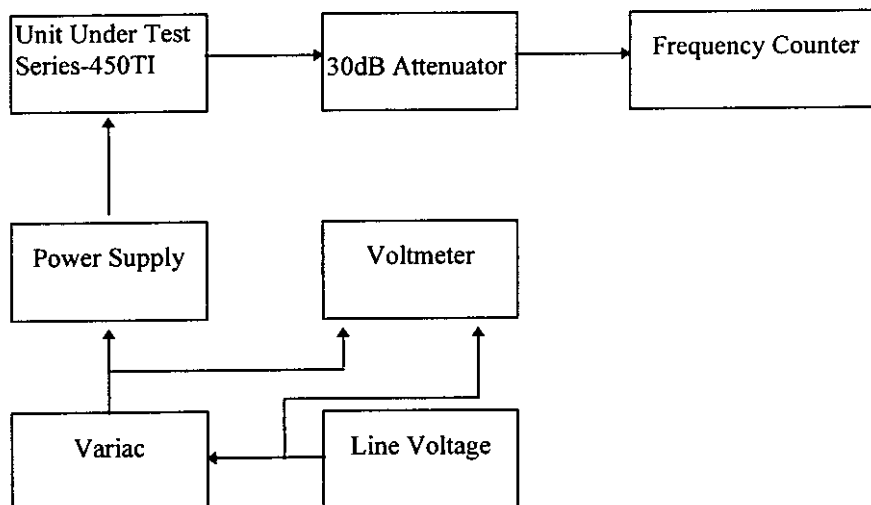 Unit Under Test
Series-450TI
30dB Attenuator
Frequency Counter
Power Supply
Voltmeter
Variac
Line Voltage